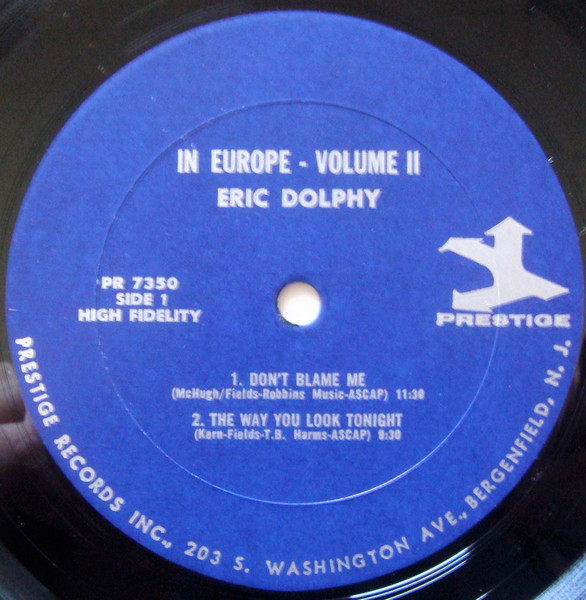 IN EUROPE - VOLUME II
ERIC DOLPHY
PR 7350
SIDE 1
HIGH FIDELITY
PRESTIGE
1. DON'T BLAME ME
(McHugh/Fields-Robbins Music-ASCAP) 11:30
2. THE WAY YOU LOOK TONIGHT
(Kern-Fields-T.B. Harms-ASCAP) 9:30
PRESTIGE RECORDS INC., 203 S. WASHINGTON AVE., BERGENFIELD, N. J.